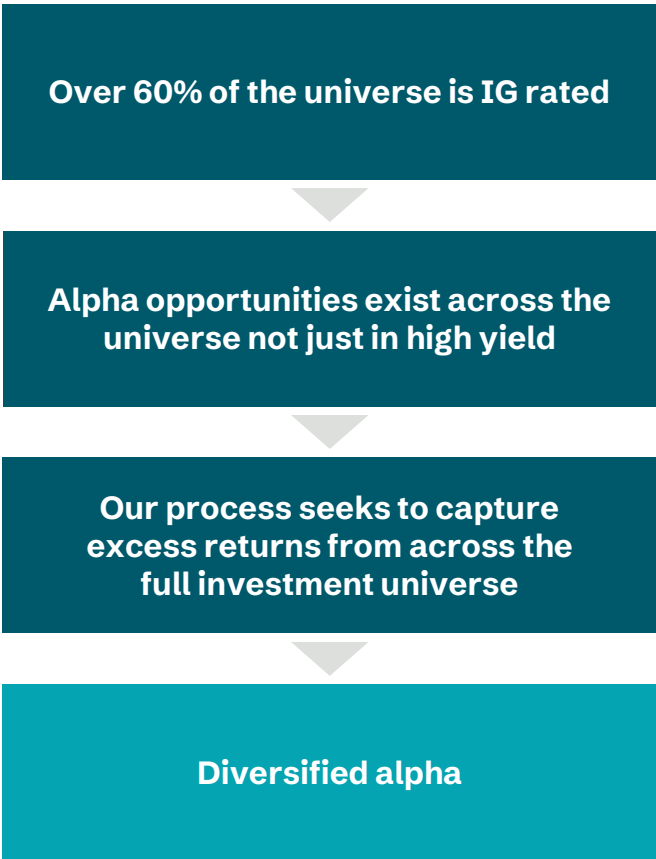 Over 60% of the universe is IG rated
Alpha opportunities exist across the
universe not just in high yield
Our process seeks to capture
excess returns from across the
full investment universe
Diversified alpha